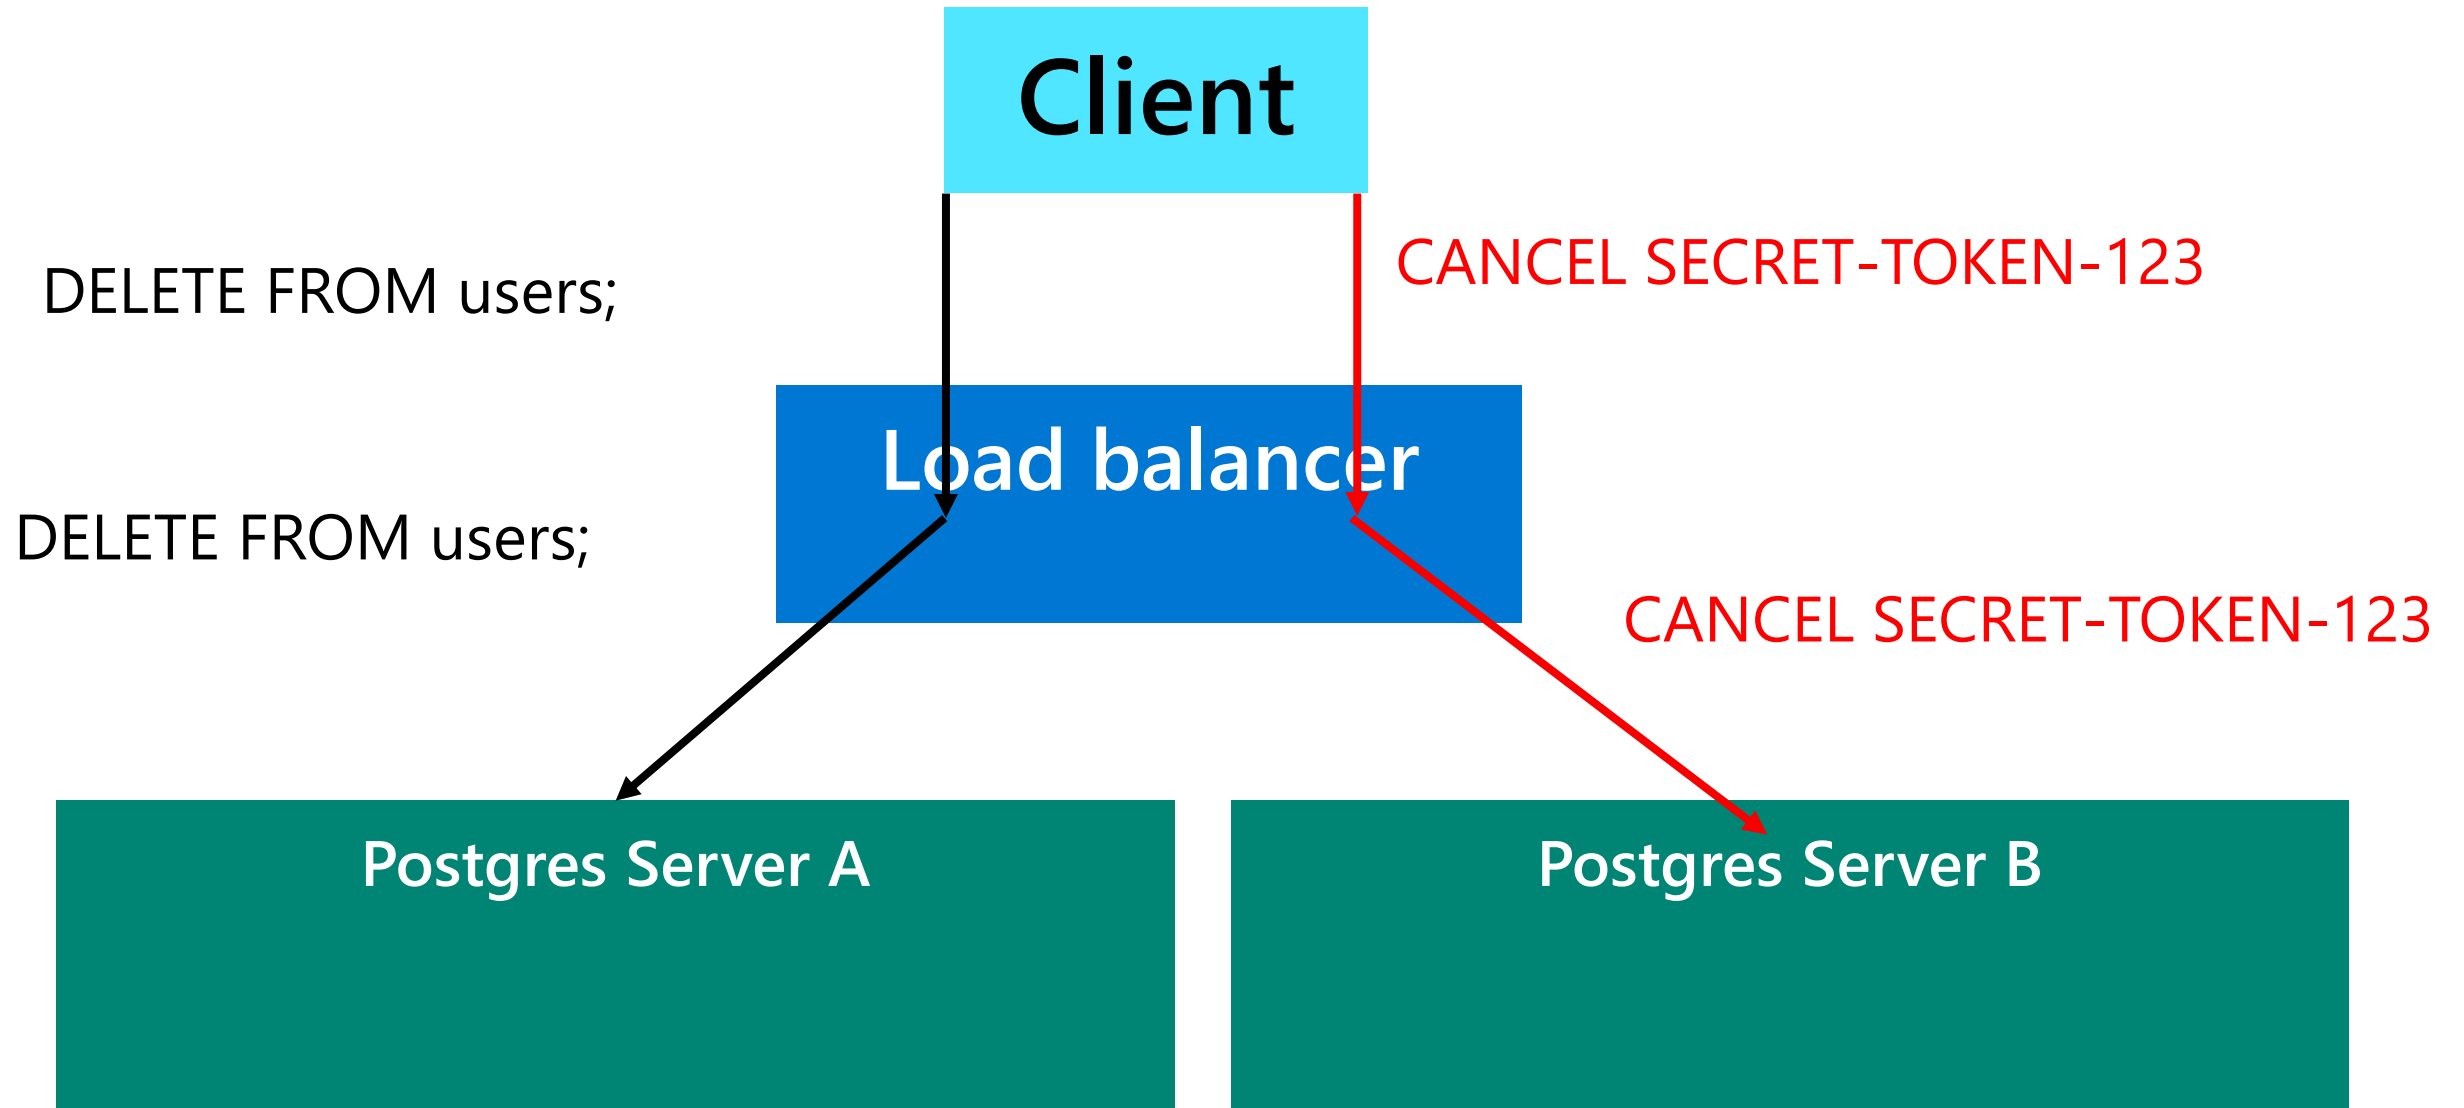 Client
CANCEL SECRET-TOKEN-123
DELETE FROM users;
Load balancer
DELETE FROM users;
CANCEL SECRET-TOKEN-123
Postgres Server A
Postgres Server B